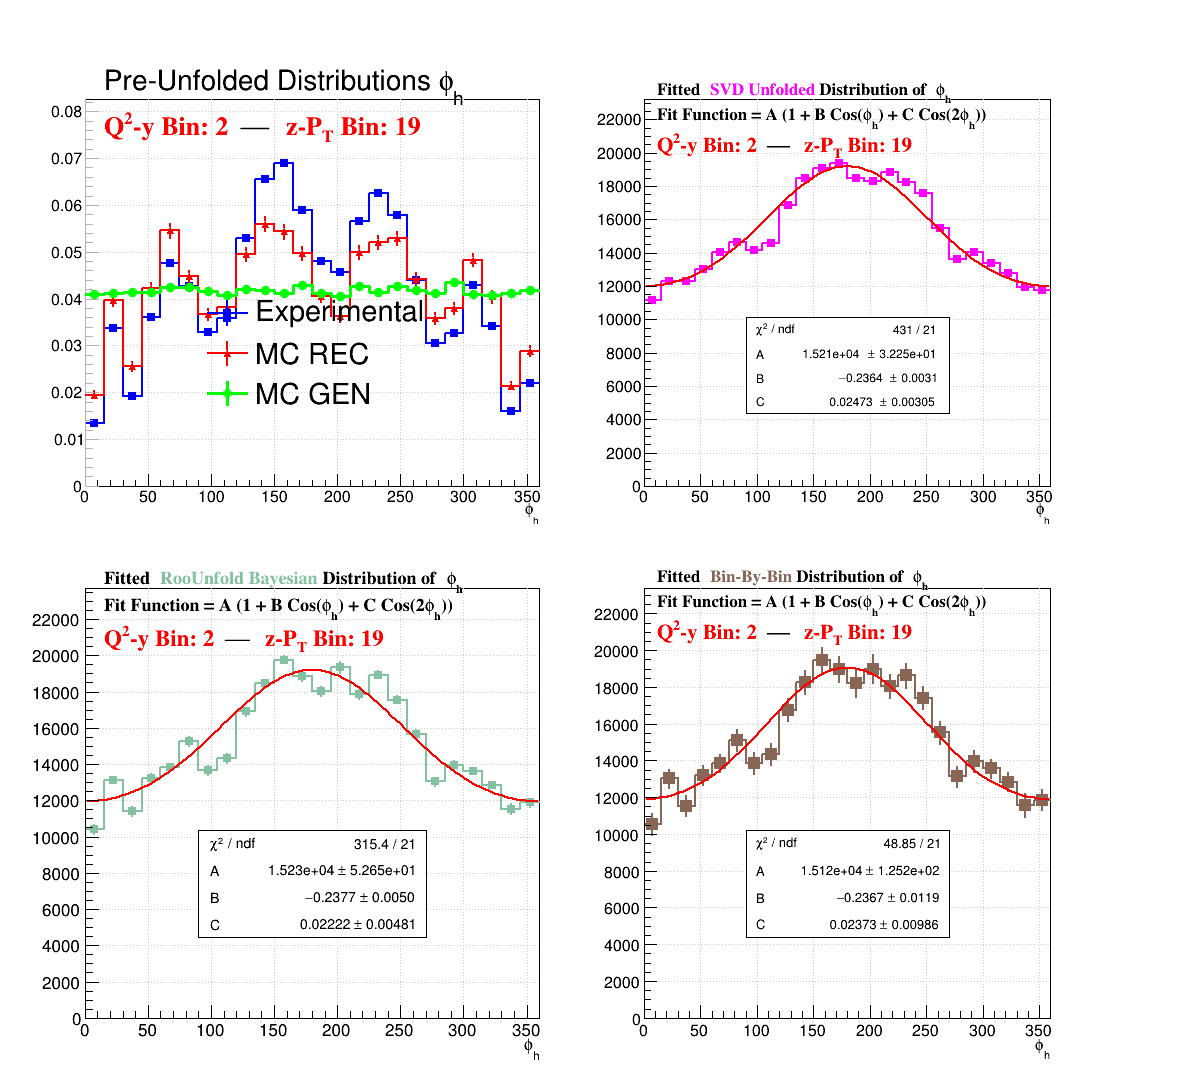 Pre-Unfolded Distributions ϕh
Q²-y Bin: 2 — z-PT Bin: 19
0.08
0.07
0.06
0.05
0.04
0.03
0.02
0.01
0
Experimental
MC REC
MC GEN
0 50 100 150 200 250 300 350
ϕh
Fitted SVD Unfolded Distribution of ϕh
Fit Function = A (1 + B Cos(ϕh) + C Cos(2ϕh))
Q²-y Bin: 2 — z-PT Bin: 19
22000
20000
18000
16000
14000
12000
10000
8000
6000
4000
2000
0
χ² / ndf 431 / 21
A 1.521e+04 ± 3.225e+01
B −0.2364 ± 0.0031
C 0.02473 ± 0.00305
0 50 100 150 200 250 300 350
ϕh
Fitted RooUnfold Bayesian Distribution of ϕh
Fit Function = A (1 + B Cos(ϕh) + C Cos(2ϕh))
Q²-y Bin: 2 — z-PT Bin: 19
22000
20000
18000
16000
14000
12000
10000
8000
6000
4000
2000
0
χ² / ndf 315.4 / 21
A 1.523e+04 ± 5.265e+01
B −0.2377 ± 0.0050
C 0.02222 ± 0.00481
0 50 100 150 200 250 300 350
ϕh
Fitted Bin-By-Bin Distribution of ϕh
Fit Function = A (1 + B Cos(ϕh) + C Cos(2ϕh))
Q²-y Bin: 2 — z-PT Bin: 19
22000
20000
18000
16000
14000
12000
10000
8000
6000
4000
2000
0
χ² / ndf 48.85 / 21
A 1.512e+04 ± 1.252e+02
B −0.2367 ± 0.0119
C 0.02373 ± 0.00986
0 50 100 150 200 250 300 350
ϕh